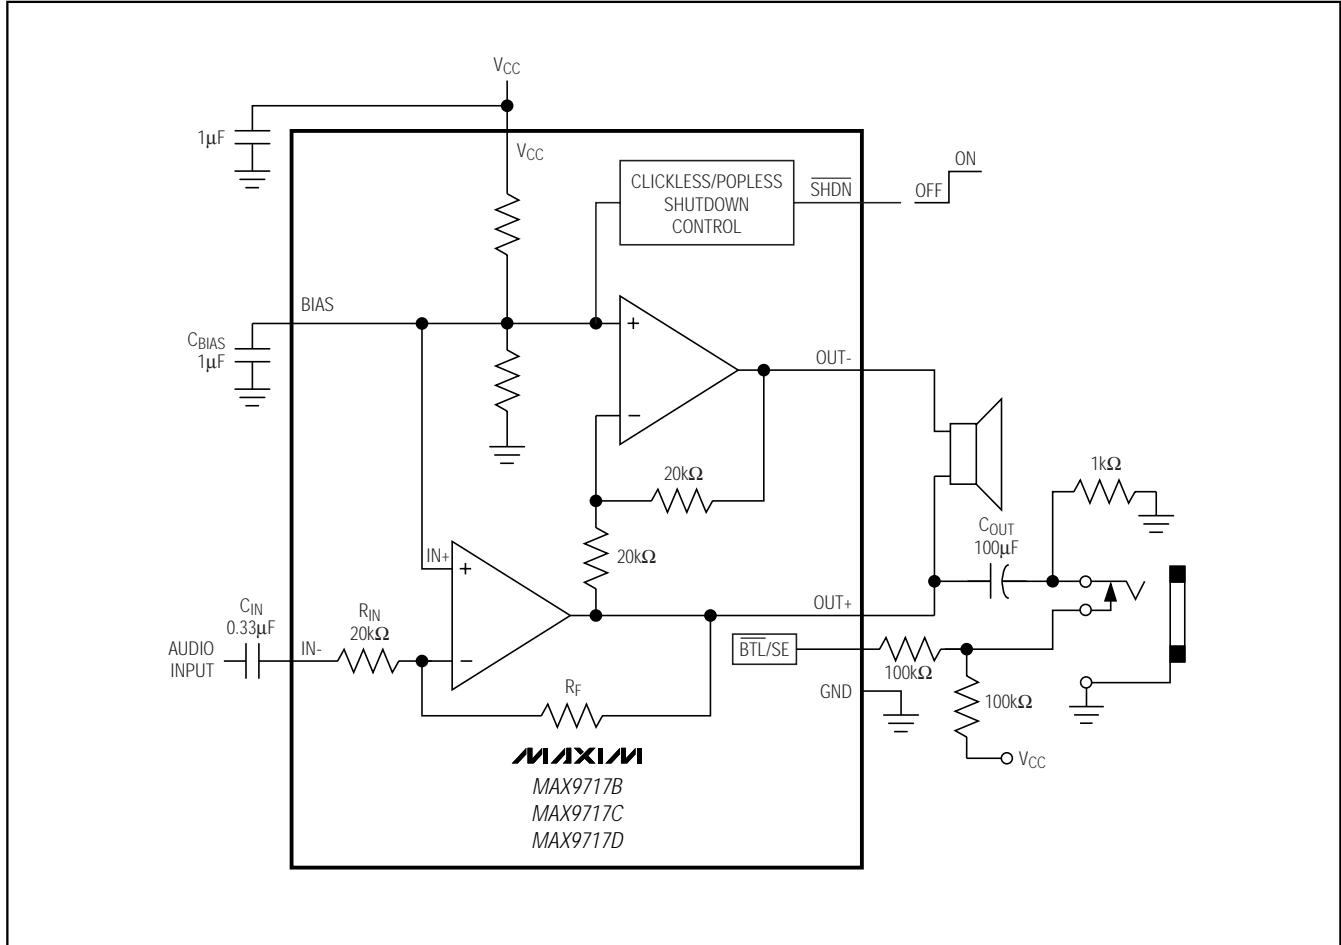 VCC
1µF
VCC
CLICKLESS/POPLESS
SHUTDOWN
CONTROL
SHDN
OFF
ON
BIAS
CBIAS
1µF
+
−
OUT-
20kΩ
20kΩ
1kΩ
COUT
100µF
IN+
+
−
OUT+
CIN
0.33µF
RIN
20kΩ
AUDIO
INPUT
IN-
BTL/SE
100kΩ
RF
GND
100kΩ
VCC
MAXIM
MAX9717B
MAX9717C
MAX9717D